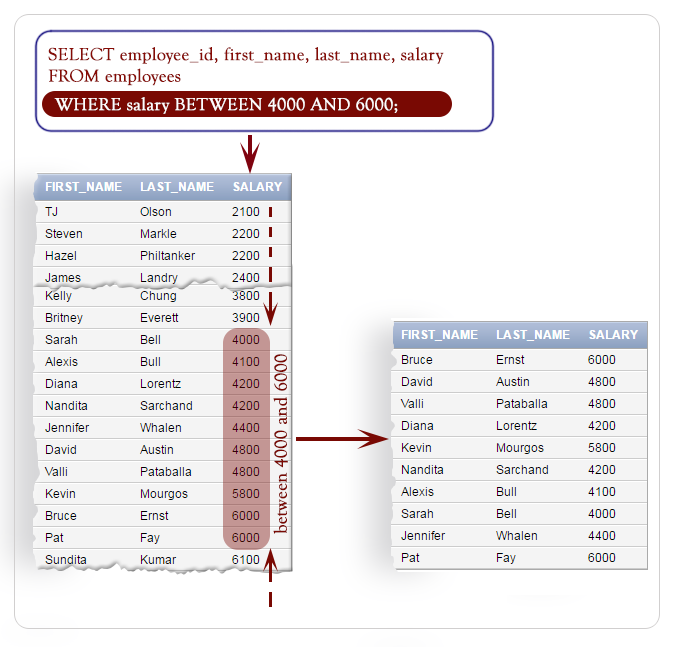 SELECT employee_id, first_name, last_name, salary
FROM employees
WHERE salary BETWEEN 4000 AND 6000;
FIRST_NAME LAST_NAME SALARY
TJ Olson 2100
Steven Markle 2200
Hazel Philtanker 2200
James Landry 2400
Kelly Chung 3800
Britney Everett 3900
Sarah Bell 4000
Alexis Bull 4100
Diana Lorentz 4200
Nandita Sarchand 4200
Jennifer Whalen 4400
David Austin 4800
Valli Pataballa 4800
Kevin Mourgos 5800
Bruce Ernst 6000
Pat Fay 6000
Sundita Kumar 6100
between 4000 and 6000
FIRST_NAME LAST_NAME SALARY
Bruce Ernst 6000
David Austin 4800
Valli Pataballa 4800
Diana Lorentz 4200
Kevin Mourgos 5800
Nandita Sarchand 4200
Alexis Bull 4100
Sarah Bell 4000
Jennifer Whalen 4400
Pat Fay 6000